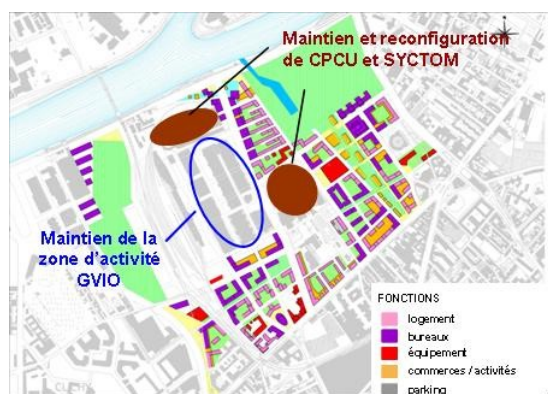 Maintien et reconfiguration
de CPCU et SYCTOM
Maintien de la
zone d'activité
GVIO
FONCTIONS
logement
bureaux
équipement
commerces / activités
parking
CLICHY